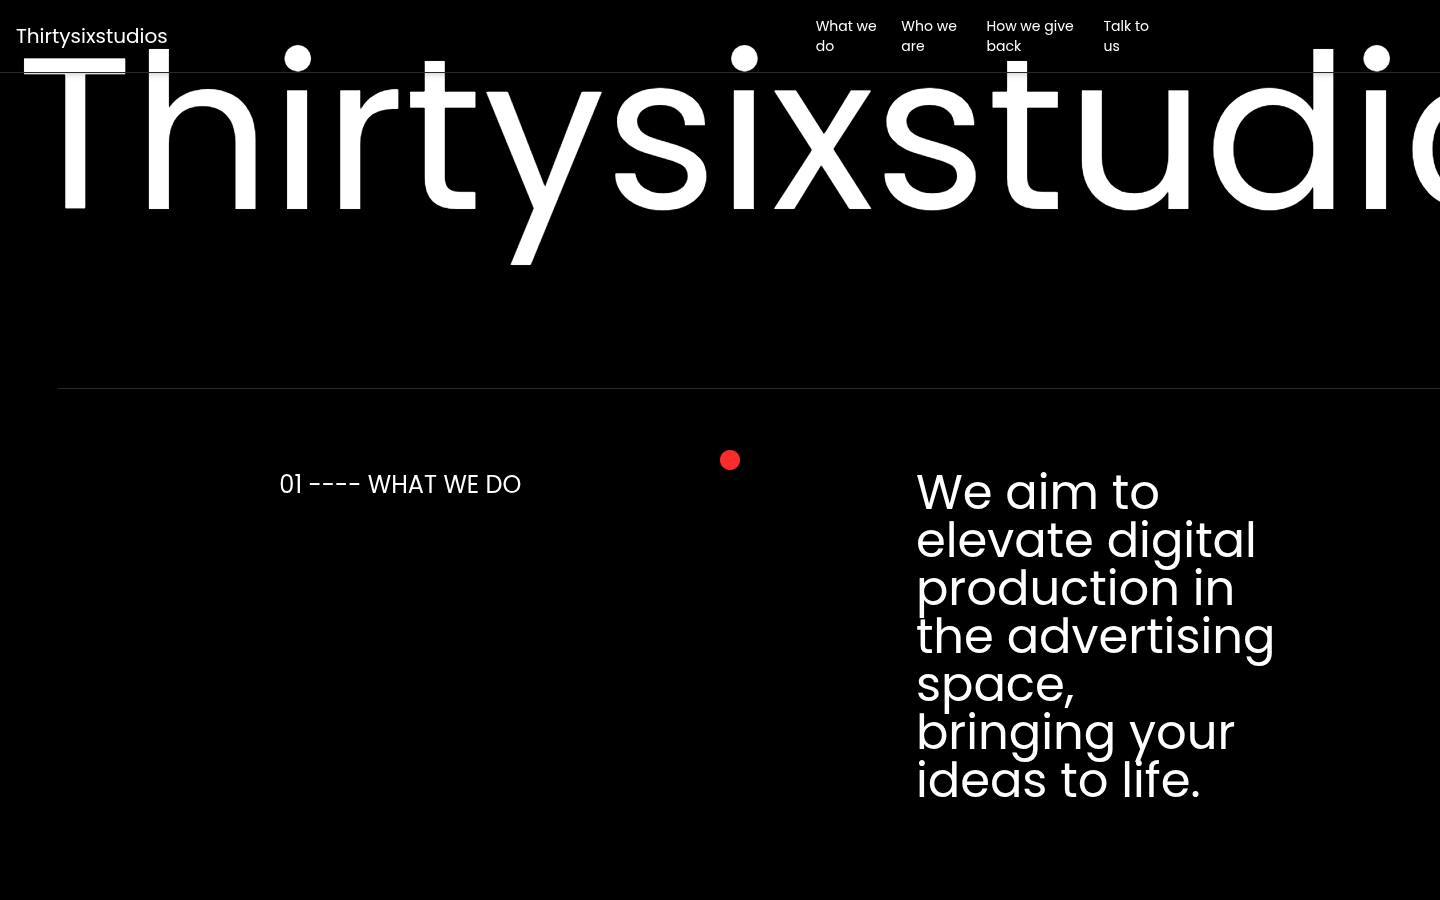 Thirtysixstudios
What we
do
Who we
are
How we give
back
Talk to
us
Thirtysixstudi
01 ---- WHAT WE DO
We aim to
elevate digital
production in
the advertising
space,
bringing your
ideas to life.